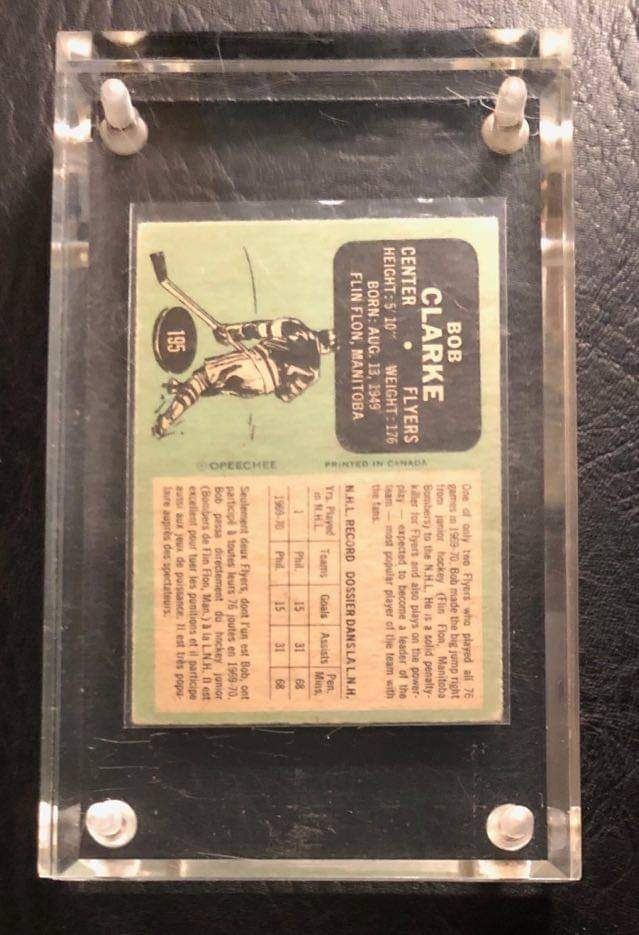 BOB
CLARKE
CENTER • FLYERS
HEIGHT: 5'10" WEIGHT: 176
BORN: AUG. 13, 1949
FLIN FLON, MANITOBA
195
© OPEECHEE PRINTED IN CANADA
One of only two Flyers who played all 76
games in 1969-70. Bob made the big jump right
from junior hockey (Flin Flon, Manitoba
Bombers) to the N.H.L. He is a solid penalty-
killer for Flyers and also plays on the power-
play — expected to become a leader of the
team — most popular player of the team with
the fans.
N.H.L. RECORD DOSSIER DANS LA L.N.H.
Yrs. Played in N.H.L. Teams Goals Assists Pen. Mins.
1 Phil. 15 31 68
1969-70 Phil. 15 31 68
Seulement deux Flyers, dont l'un est Bob, ont
participé à toutes leurs 76 joutes en 1969-70.
Bob passa directement du hockey junior
(Bombers de Flin Flon, Man.) à la L.N.H. Il est
excellent pour tuer les punitions et il participe
aussi aux jeux de puissance. Il est très popu-
laire auprès des spectateurs.